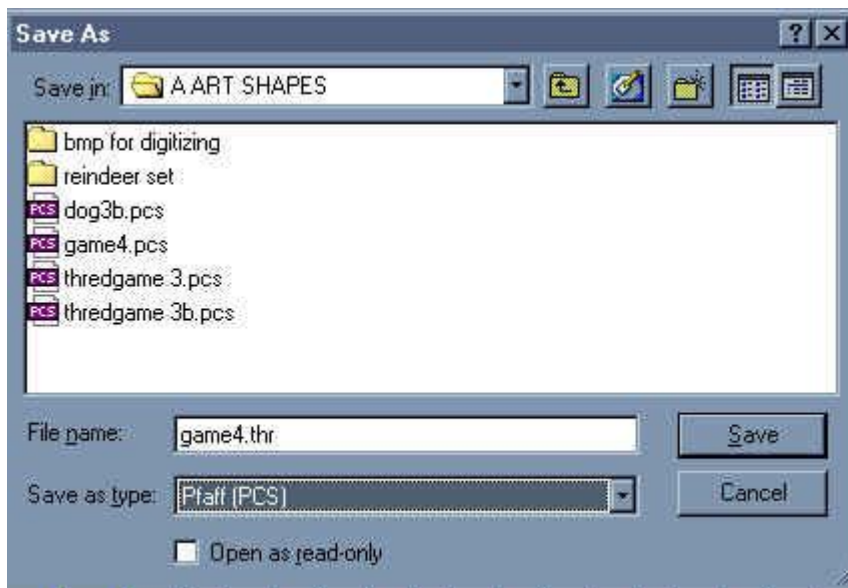 Save As
Save in: A ART SHAPES
bmp for digitizing
reindeer set
PCS dog3b.pcs
PCS game4.pcs
PCS thredgame 3.pcs
PCS thredgame 3b.pcs
File name: game4.thr Save
Save as type: Pfaff (PCS) Cancel
Open as read-only